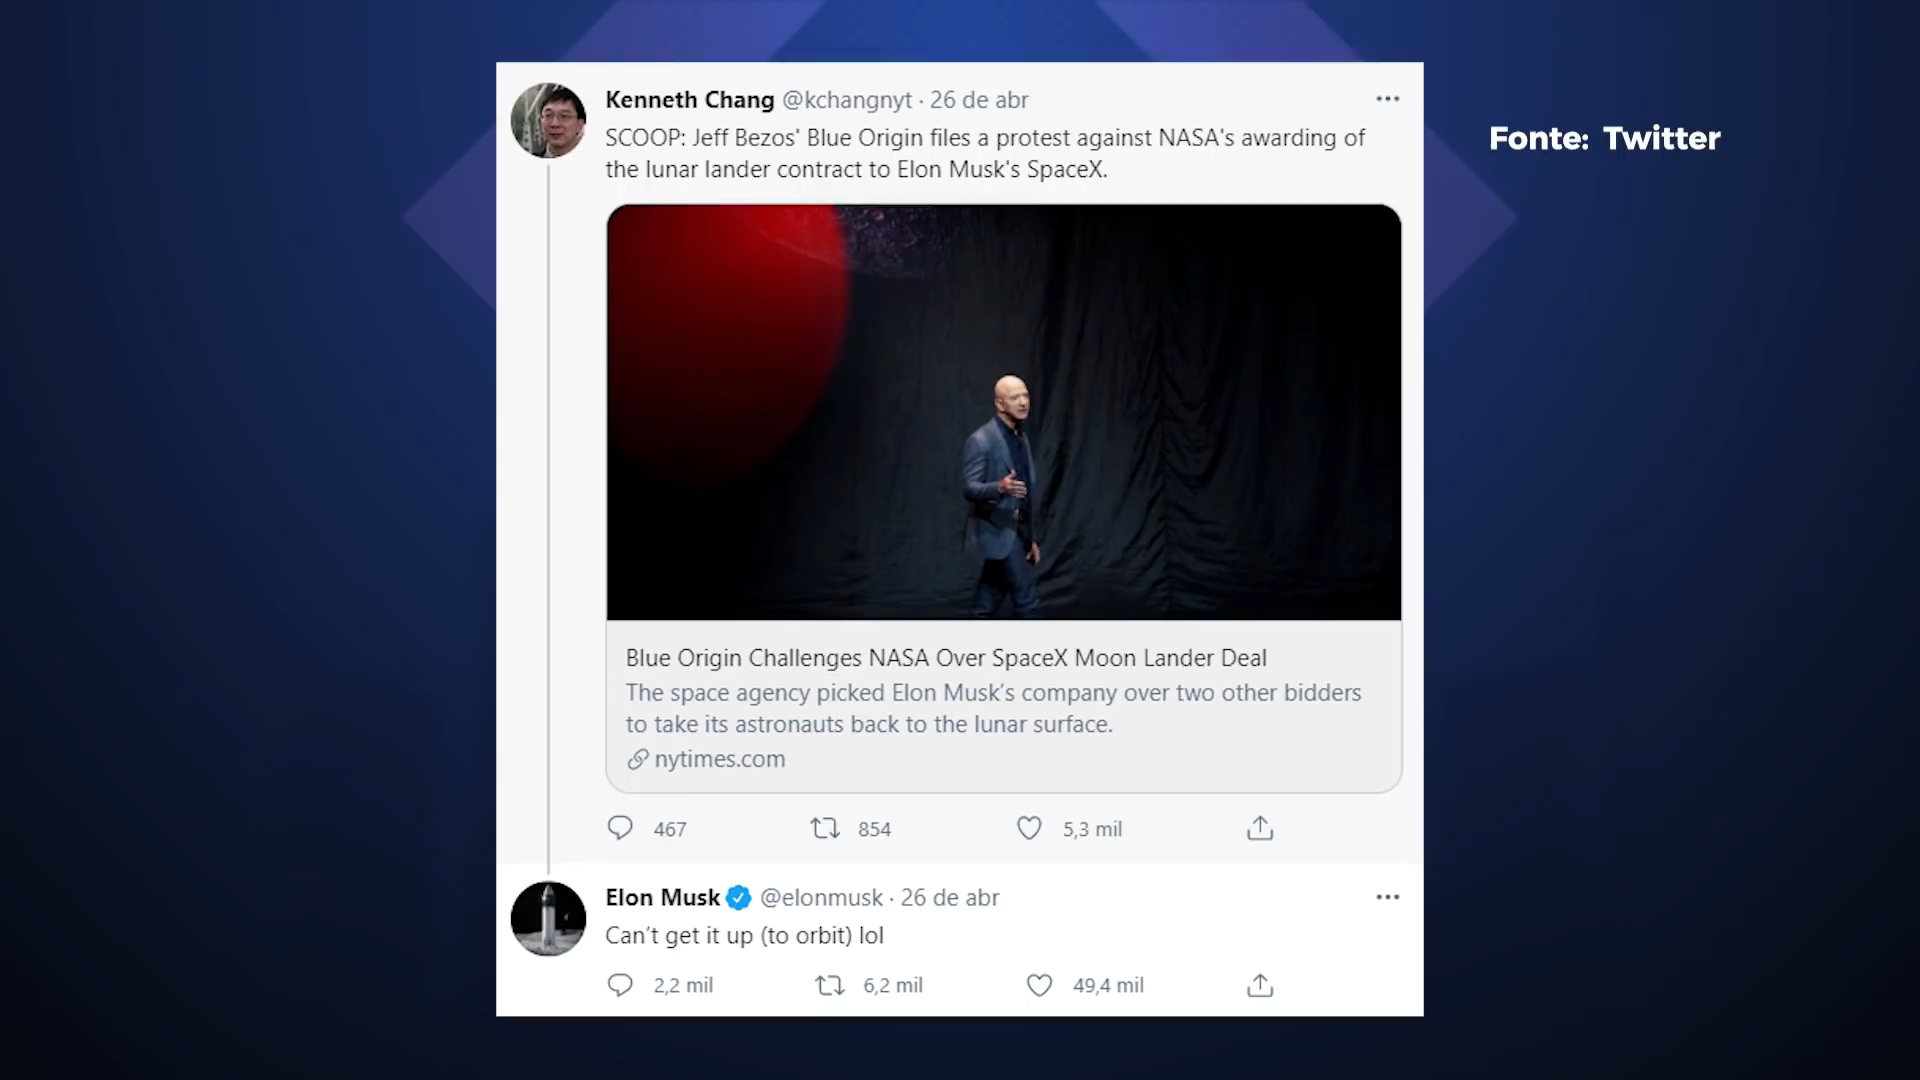 Kenneth Chang @kchangnyt · 26 de abr
SCOOP: Jeff Bezos' Blue Origin files a protest against NASA's awarding of
the lunar lander contract to Elon Musk's SpaceX.
Fonte: Twitter
Blue Origin Challenges NASA Over SpaceX Moon Lander Deal
The space agency picked Elon Musk’s company over two other bidders
to take its astronauts back to the lunar surface.
nytimes.com
467 854 5,3 mil
Elon Musk @elonmusk · 26 de abr
Can’t get it up (to orbit) lol
2,2 mil 6,2 mil 49,4 mil